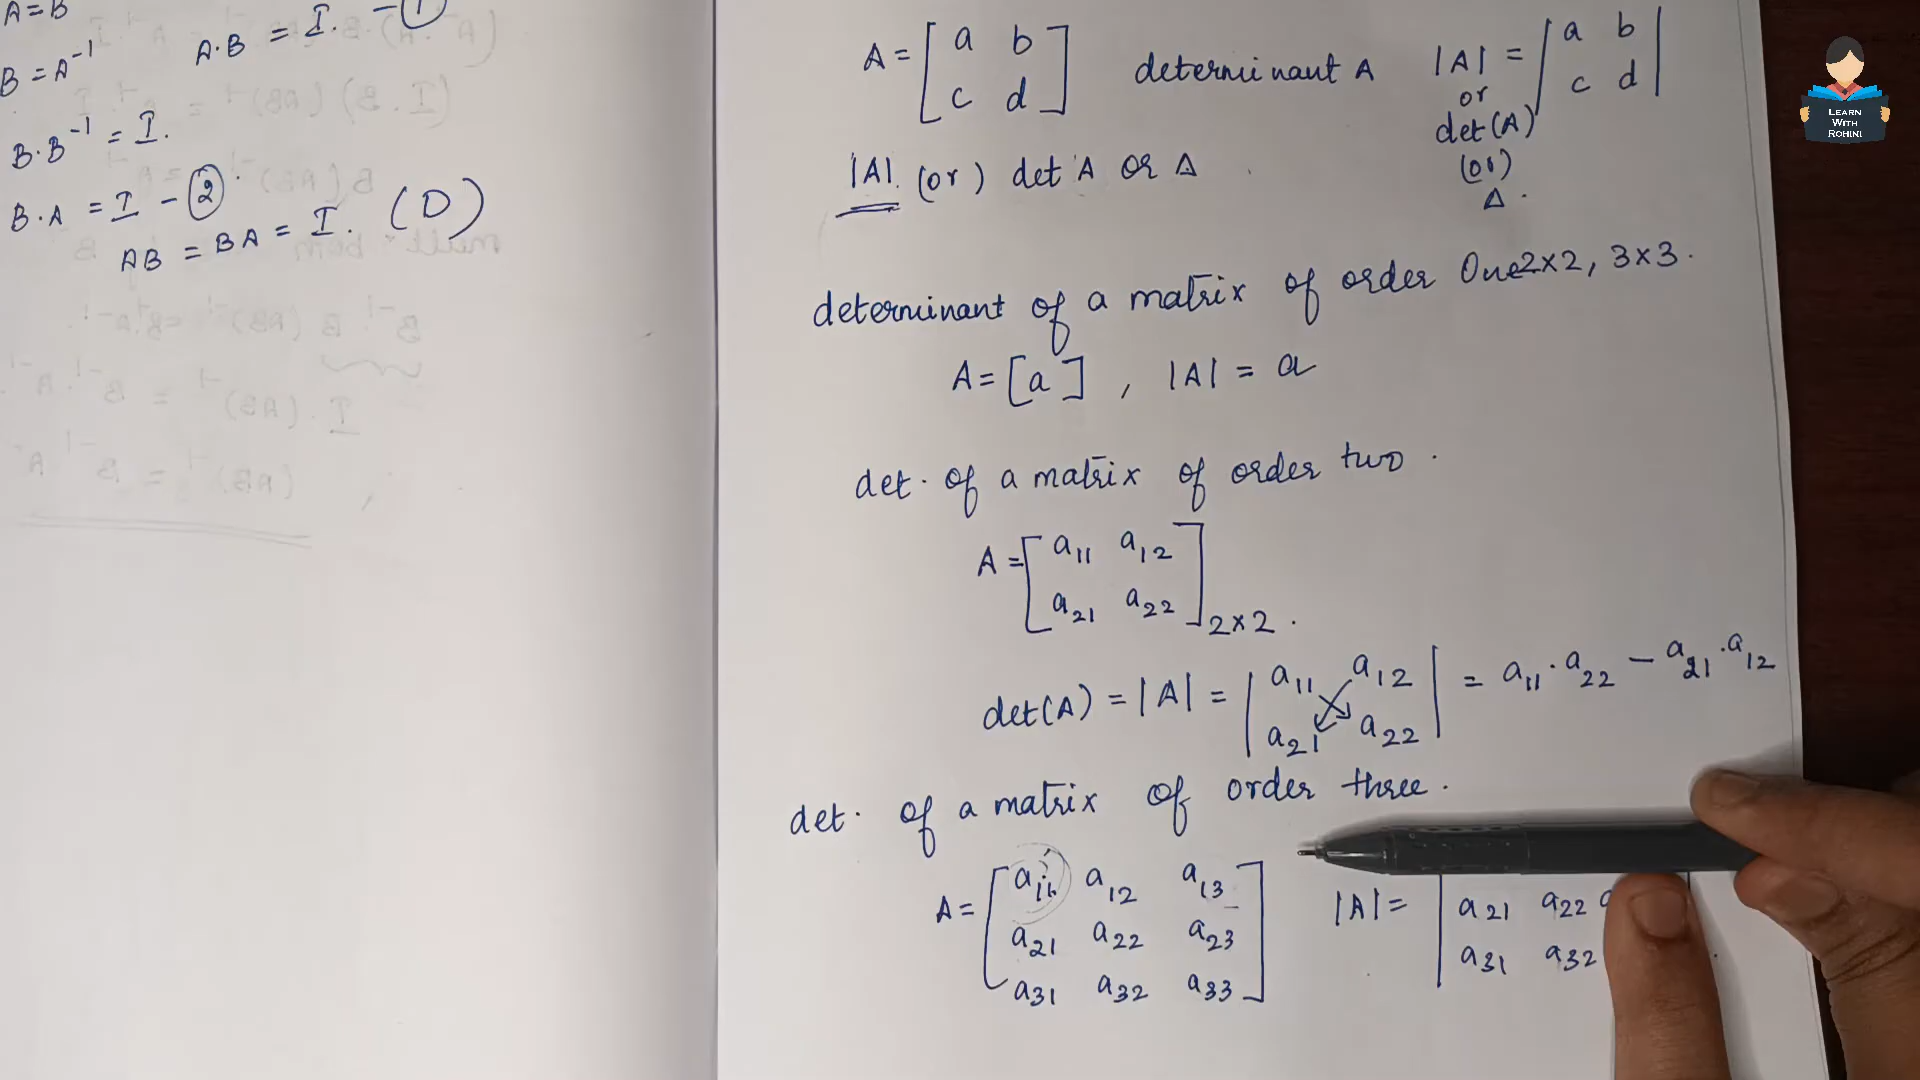 A=B
A·B = I. - ①
B = A⁻¹
B·B⁻¹ = I.
B·A = I - ②
AB = BA = I. (D)
A = [ a b
c d ]
determinant A
|A| = | a b
c d |
or
det(A)
(or)
Δ.
|A|. (or) det A or Δ
determinant of a matrix of order One 2×2, 3×3.
A = [a] , |A| = a
det. of a matrix of order two.
A = [ a₁₁ a₁₂
a₂₁ a₂₂ ]₂×₂.
det(A) = |A| = | a₁₁ a₁₂ | = a₁₁·a₂₂ − a₂₁·a₁₂
a₂₁ a₂₂
det. of a matrix of order three.
A = [ a₁₁ a₁₂ a₁₃
a₂₁ a₂₂ a₂₃
a₃₁ a₃₂ a₃₃ ]
|A| = | a₂₁ a₂₂
a₃₁ a₃₂
LEARN
WITH
ROHINI